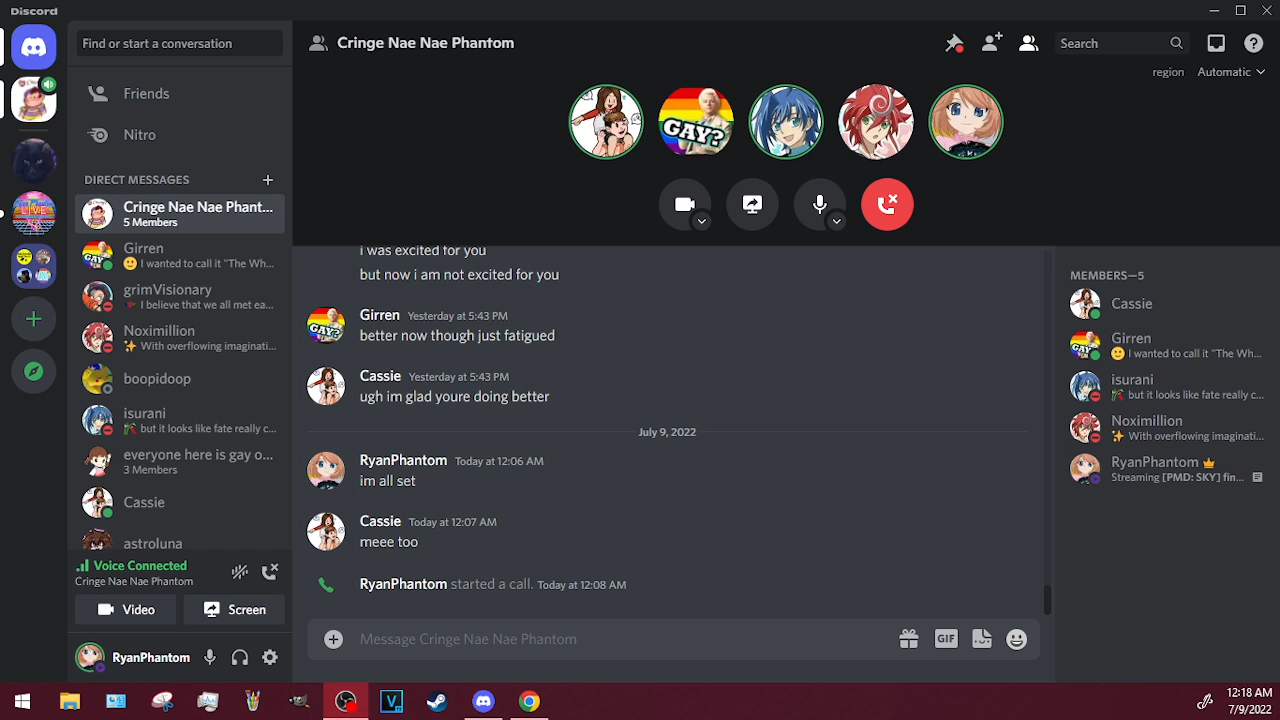 Discord
Find or start a conversation
Friends
Nitro
DIRECT MESSAGES
Cringe Nae Nae Phant...
5 Members
Girren
I wanted to call it "The Wh...
grimVisionary
I believe that we all met ea...
Noximillion
With overflowing imaginati...
boopidoop
isurani
but it looks like fate really c...
everyone here is gay o...
3 Members
Cassie
astroluna
Voice Connected
Cringe Nae Nae Phantom
Video
Screen
RyanPhantom
Cringe Nae Nae Phantom
Search
region Automatic
GAY?
i was excited for you
but now i am not excited for you
Girren Yesterday at 5:43 PM
better now though just fatigued
Cassie Yesterday at 5:43 PM
ugh im glad youre doing better
July 9, 2022
RyanPhantom Today at 12:06 AM
im all set
Cassie Today at 12:07 AM
meee too
RyanPhantom started a call. Today at 12:08 AM
Message Cringe Nae Nae Phantom
GIF
MEMBERS—5
Cassie
Girren
I wanted to call it "The Wh...
isurani
but it looks like fate really c...
Noximillion
With overflowing imaginati...
RyanPhantom
Streaming [PMD: SKY] fin...
LIVE
V
12:18 AM
7/9/2022